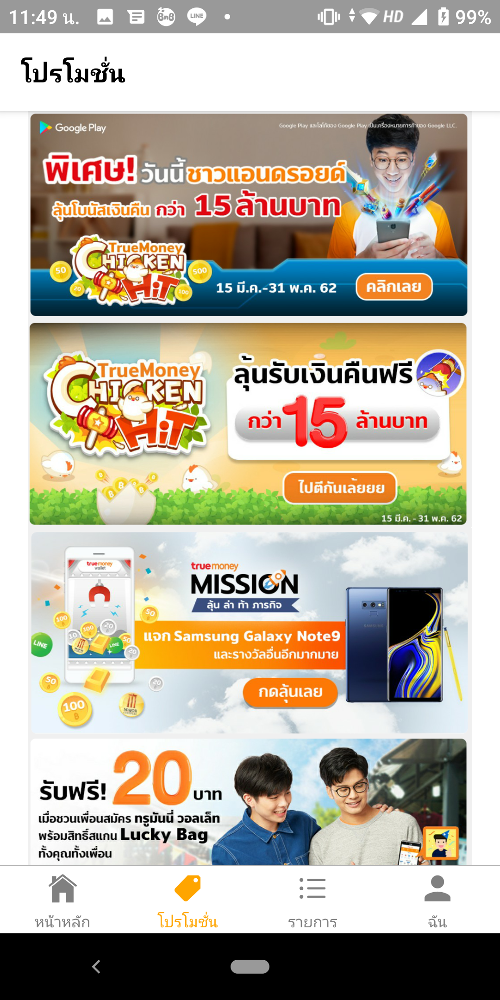 11:49 น.
BnB
LINE
HD
99%
โปรโมชั่น
Google Play
Google Play และโลโก้ของ Google Play เป็นเครื่องหมายการค้าของ Google LLC.
พิเศษ! วันนี้ ชาวแอนดรอยด์
ลุ้นโบนัสเงินคืน กว่า 15 ล้านบาท
TrueMoney
CHICKEN
HiT
50
20
500
100
15 มี.ค.-31 พ.ค. 62
คลิกเลย
TrueMoney
CHICKEN
HiT
ลุ้นรับเงินคืนฟรี
กว่า 15 ล้านบาท
ไปตีกันเล้ยยย
15 มี.ค. - 31 พ.ค. 62
truemoney
wallet
truemoney
MISSION
ลุ้น ล่า ท้า ภารกิจ
แจก Samsung Galaxy Note9
และรางวัลอื่นอีกมากมาย
กดลุ้นเลย
SAMSUNG
100
50
100
20
10
50
LINE
LINE
20
50
20
100
MAJOR
รับฟรี! 20 บาท
เมื่อชวนเพื่อนสมัคร ทรูมันนี่ วอลเล็ท
พร้อมสิทธิ์สแกน Lucky Bag
ทั้งคุณทั้งเพื่อน
หน้าหลัก
โปรโมชั่น
รายการ
ฉัน